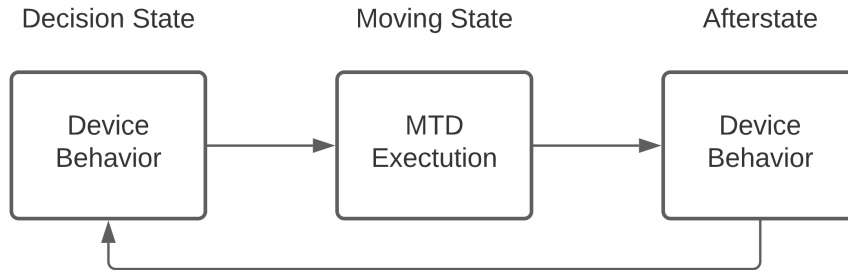 Decision State
Moving State
Afterstate
Device
Behavior
MTD
Exectution
Device
Behavior